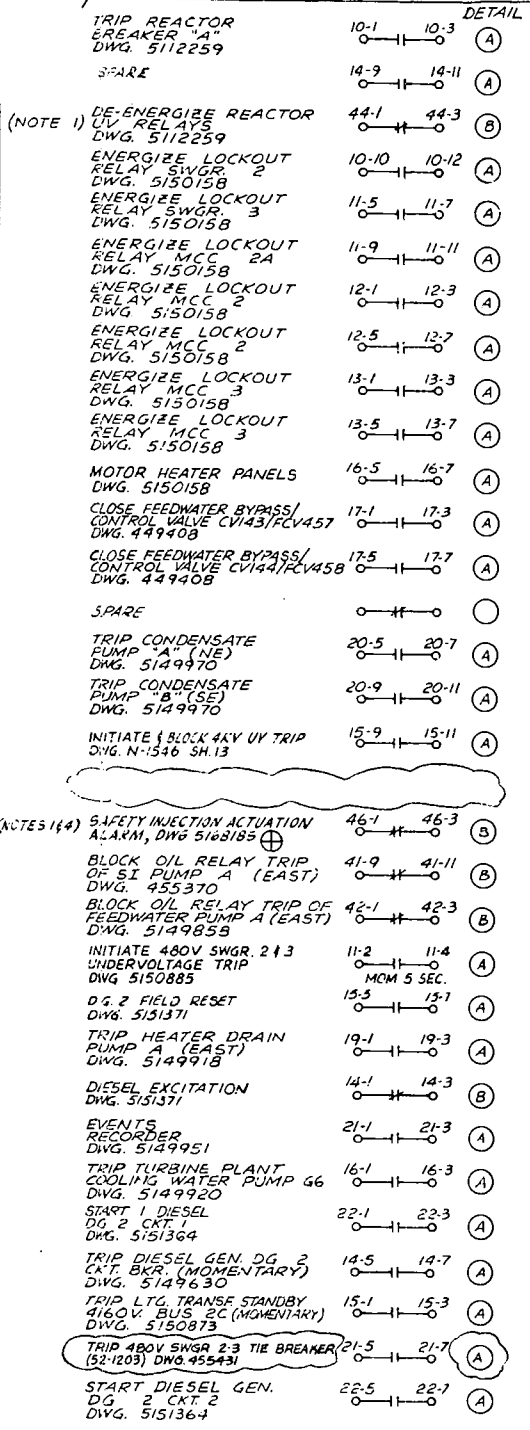 DETAIL
TRIP REACTOR 10-1 10-3
BREAKER "A" A
DWG. 5112259
SPARE 14-9 14-11 A
(NOTE 1) DE-ENERGIZE REACTOR 44-1 44-3
UV RELAYS B
DWG. 5112259
ENERGIZE LOCKOUT 10-10 10-12
RELAY SWGR. 2 A
DWG. 5150158
ENERGIZE LOCKOUT 11-5 11-7
RELAY SWGR. 3 A
DWG. 5150158
ENERGIZE LOCKOUT 11-9 11-11
RELAY MCC 2A A
DWG. 5150158
ENERGIZE LOCKOUT 12-1 12-3
RELAY MCC 2 A
DWG. 5150158
ENERGIZE LOCKOUT 12-5 12-7
RELAY MCC 2 A
DWG. 5150158
ENERGIZE LOCKOUT 13-1 13-3
RELAY MCC 3 A
DWG. 5150158
ENERGIZE LOCKOUT 13-5 13-7
RELAY MCC 3 A
DWG. 5150158
MOTOR HEATER PANELS 16-5 16-7
DWG. 5150158 A
CLOSE FEEDWATER BYPASS/ 17-1 17-3
CONTROL VALVE CV143/FCV457 A
DWG. 449408
CLOSE FEEDWATER BYPASS/ 17-5 17-7
CONTROL VALVE CV144/FCV458 A
DWG. 449408
SPARE
TRIP CONDENSATE 20-5 20-7
PUMP "A" (NE) A
DWG. 5149970
TRIP CONDENSATE 20-9 20-11
PUMP "B" (SE) A
DWG. 5149970
INITIATE & BLOCK 4KV UV TRIP 15-9 15-11
DWG. N-1546 SH.13 A
(NOTES 1&4) SAFETY INJECTION ACTUATION 46-1 46-3
ALARM, DWG 5168185 B
BLOCK O/L RELAY TRIP 41-9 41-11
OF SI PUMP A (EAST) B
DWG. 455370
BLOCK O/L RELAY TRIP OF 42-1 42-3
FEEDWATER PUMP A (EAST) B
DWG. 5149858
INITIATE 480V SWGR. 2 & 3 11-2 11-4
UNDERVOLTAGE TRIP A
DWG 5150885 MOM 5 SEC.
D.G. 2 FIELD RESET 15-5 15-7
DWG. 5151371 A
TRIP HEATER DRAIN 19-1 19-3
PUMP A (EAST) A
DWG. 5149918
DIESEL EXCITATION 14-1 14-3
DWG. 5151371 B
EVENTS 21-1 21-3
RECORDER A
DWG. 5149951
TRIP TURBINE PLANT 16-1 16-3
COOLING WATER PUMP G6 A
DWG. 5149920
START 1 DIESEL 22-1 22-3
DG 2 CKT. 1 A
DWG. 5151364
TRIP DIESEL GEN. DG 2 14-5 14-7
CKT. BKR. (MOMENTARY) A
DWG. 5149630
TRIP LTG. TRANSF. STANDBY 15-1 15-3
4160V. BUS 2C (MOMENTARY) A
DWG. 5150873
TRIP 480V SWGR 2-3 TIE BREAKER 21-5 21-7
(52-1203) DWG. 455431 A
START DIESEL GEN. 22-5 22-7
DG 2 CKT. 2 A
DWG. 5151364